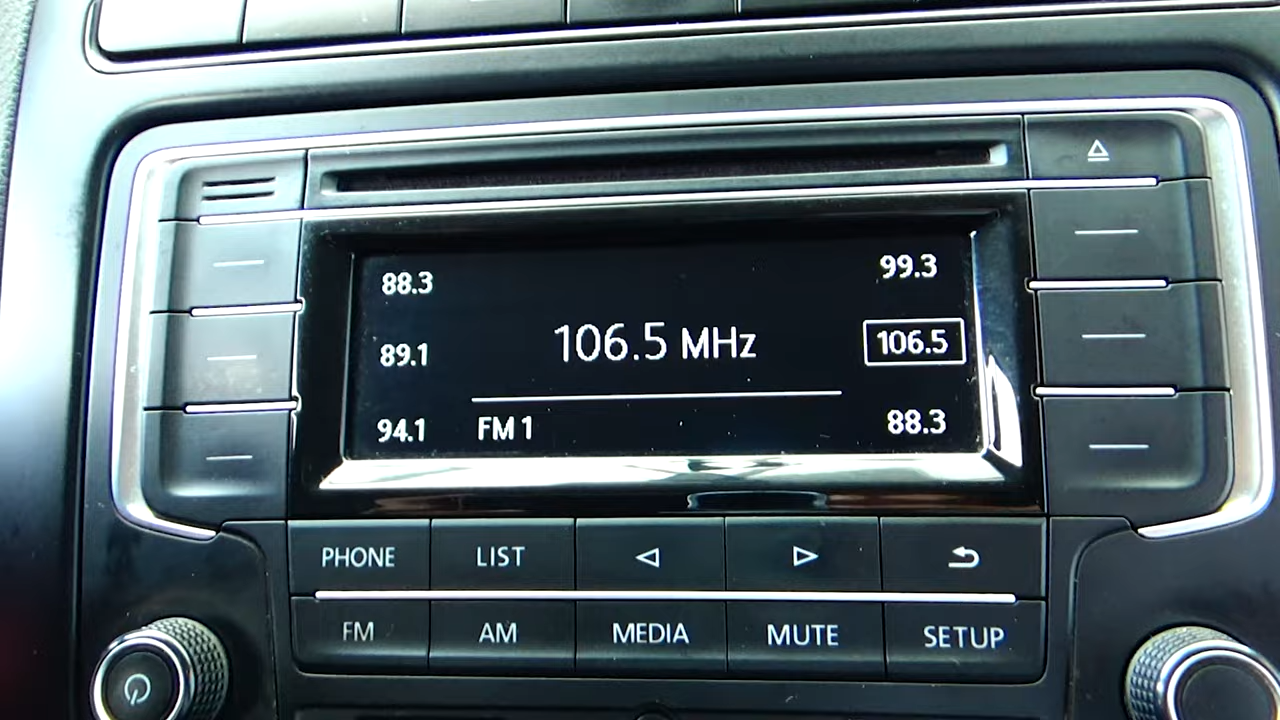 88.3
99.3
106.5 MHz
106.5
89.1
94.1
FM 1
88.3
PHONE
LIST
FM
AM
MEDIA
MUTE
SETUP